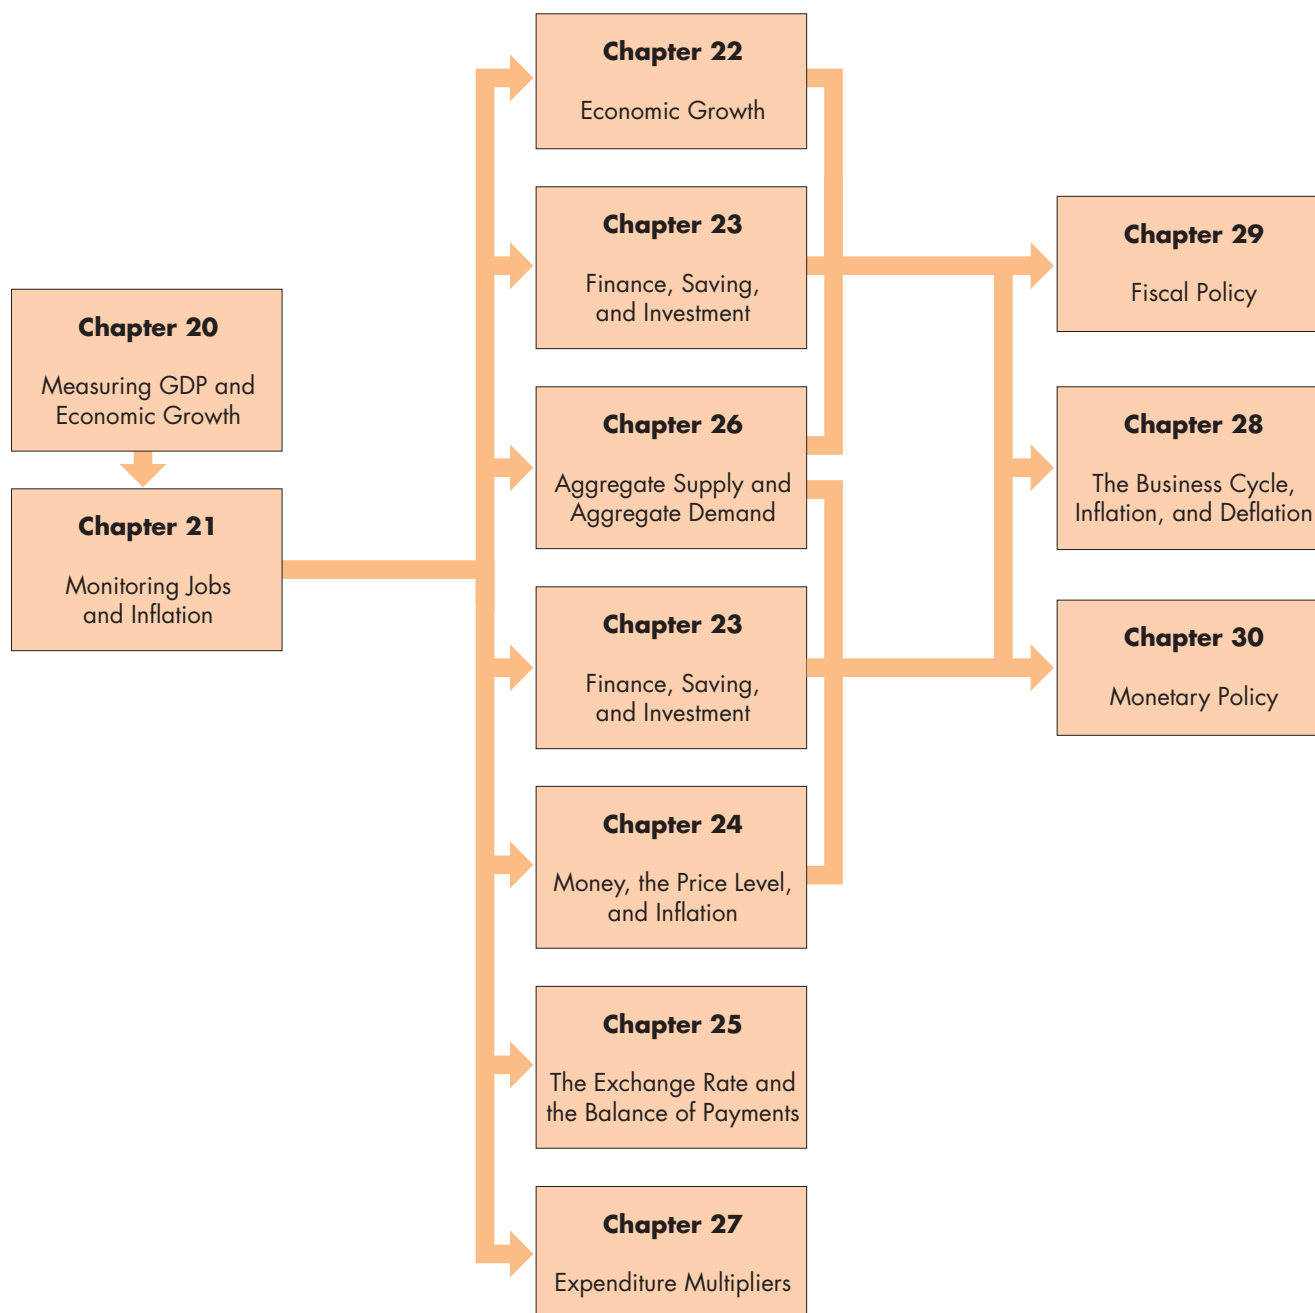 Chapter 20
Measuring GDP and
Economic Growth
Chapter 21
Monitoring Jobs
and Inflation
Chapter 22
Economic Growth
Chapter 23
Finance, Saving,
and Investment
Chapter 26
Aggregate Supply and
Aggregate Demand
Chapter 23
Finance, Saving,
and Investment
Chapter 24
Money, the Price Level,
and Inflation
Chapter 25
The Exchange Rate and
the Balance of Payments
Chapter 27
Expenditure Multipliers
Chapter 29
Fiscal Policy
Chapter 28
The Business Cycle,
Inflation, and Deflation
Chapter 30
Monetary Policy